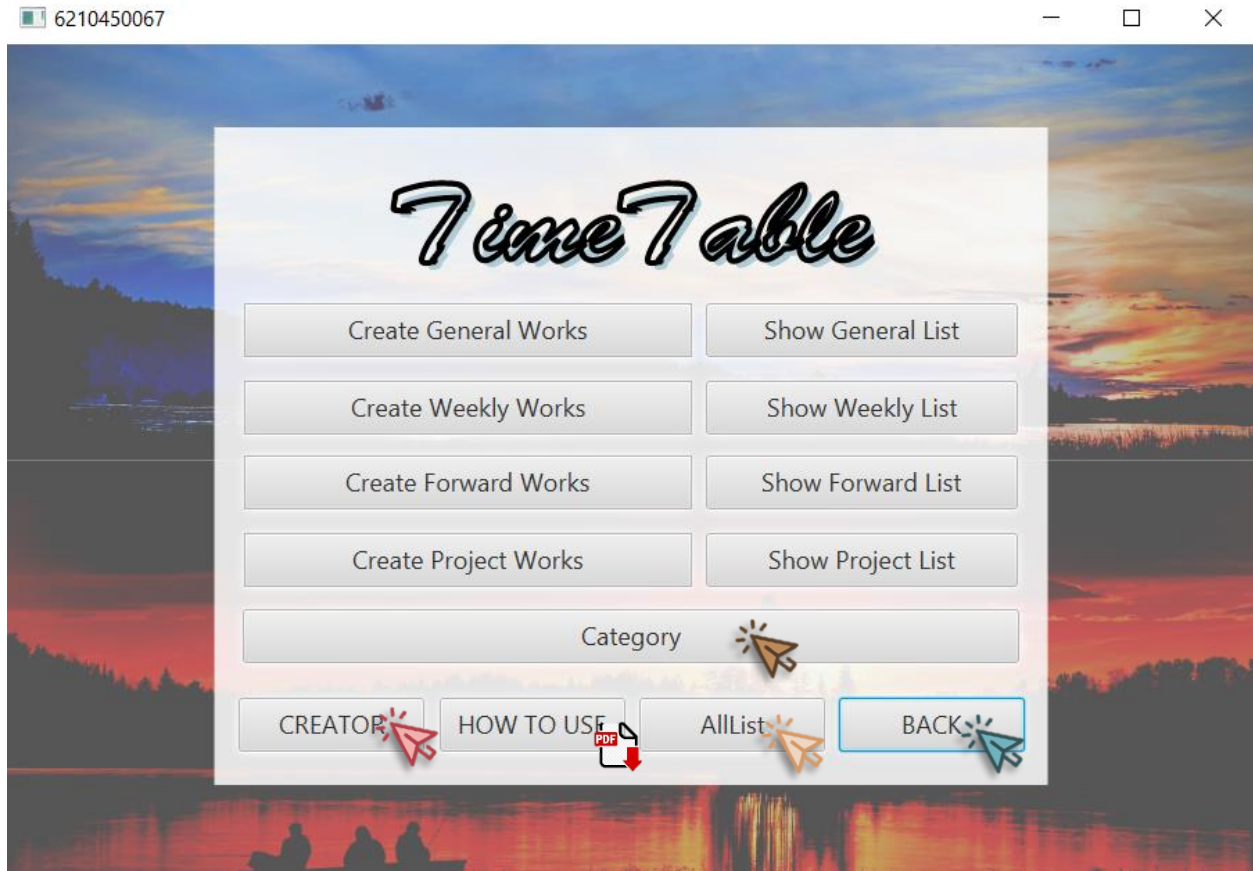 6210450067
TimeTable
Create General Works
Show General List
Create Weekly Works
Show Weekly List
Create Forward Works
Show Forward List
Create Project Works
Show Project List
Category
CREATOR
HOW TO USE
AllList
BACK
PDF